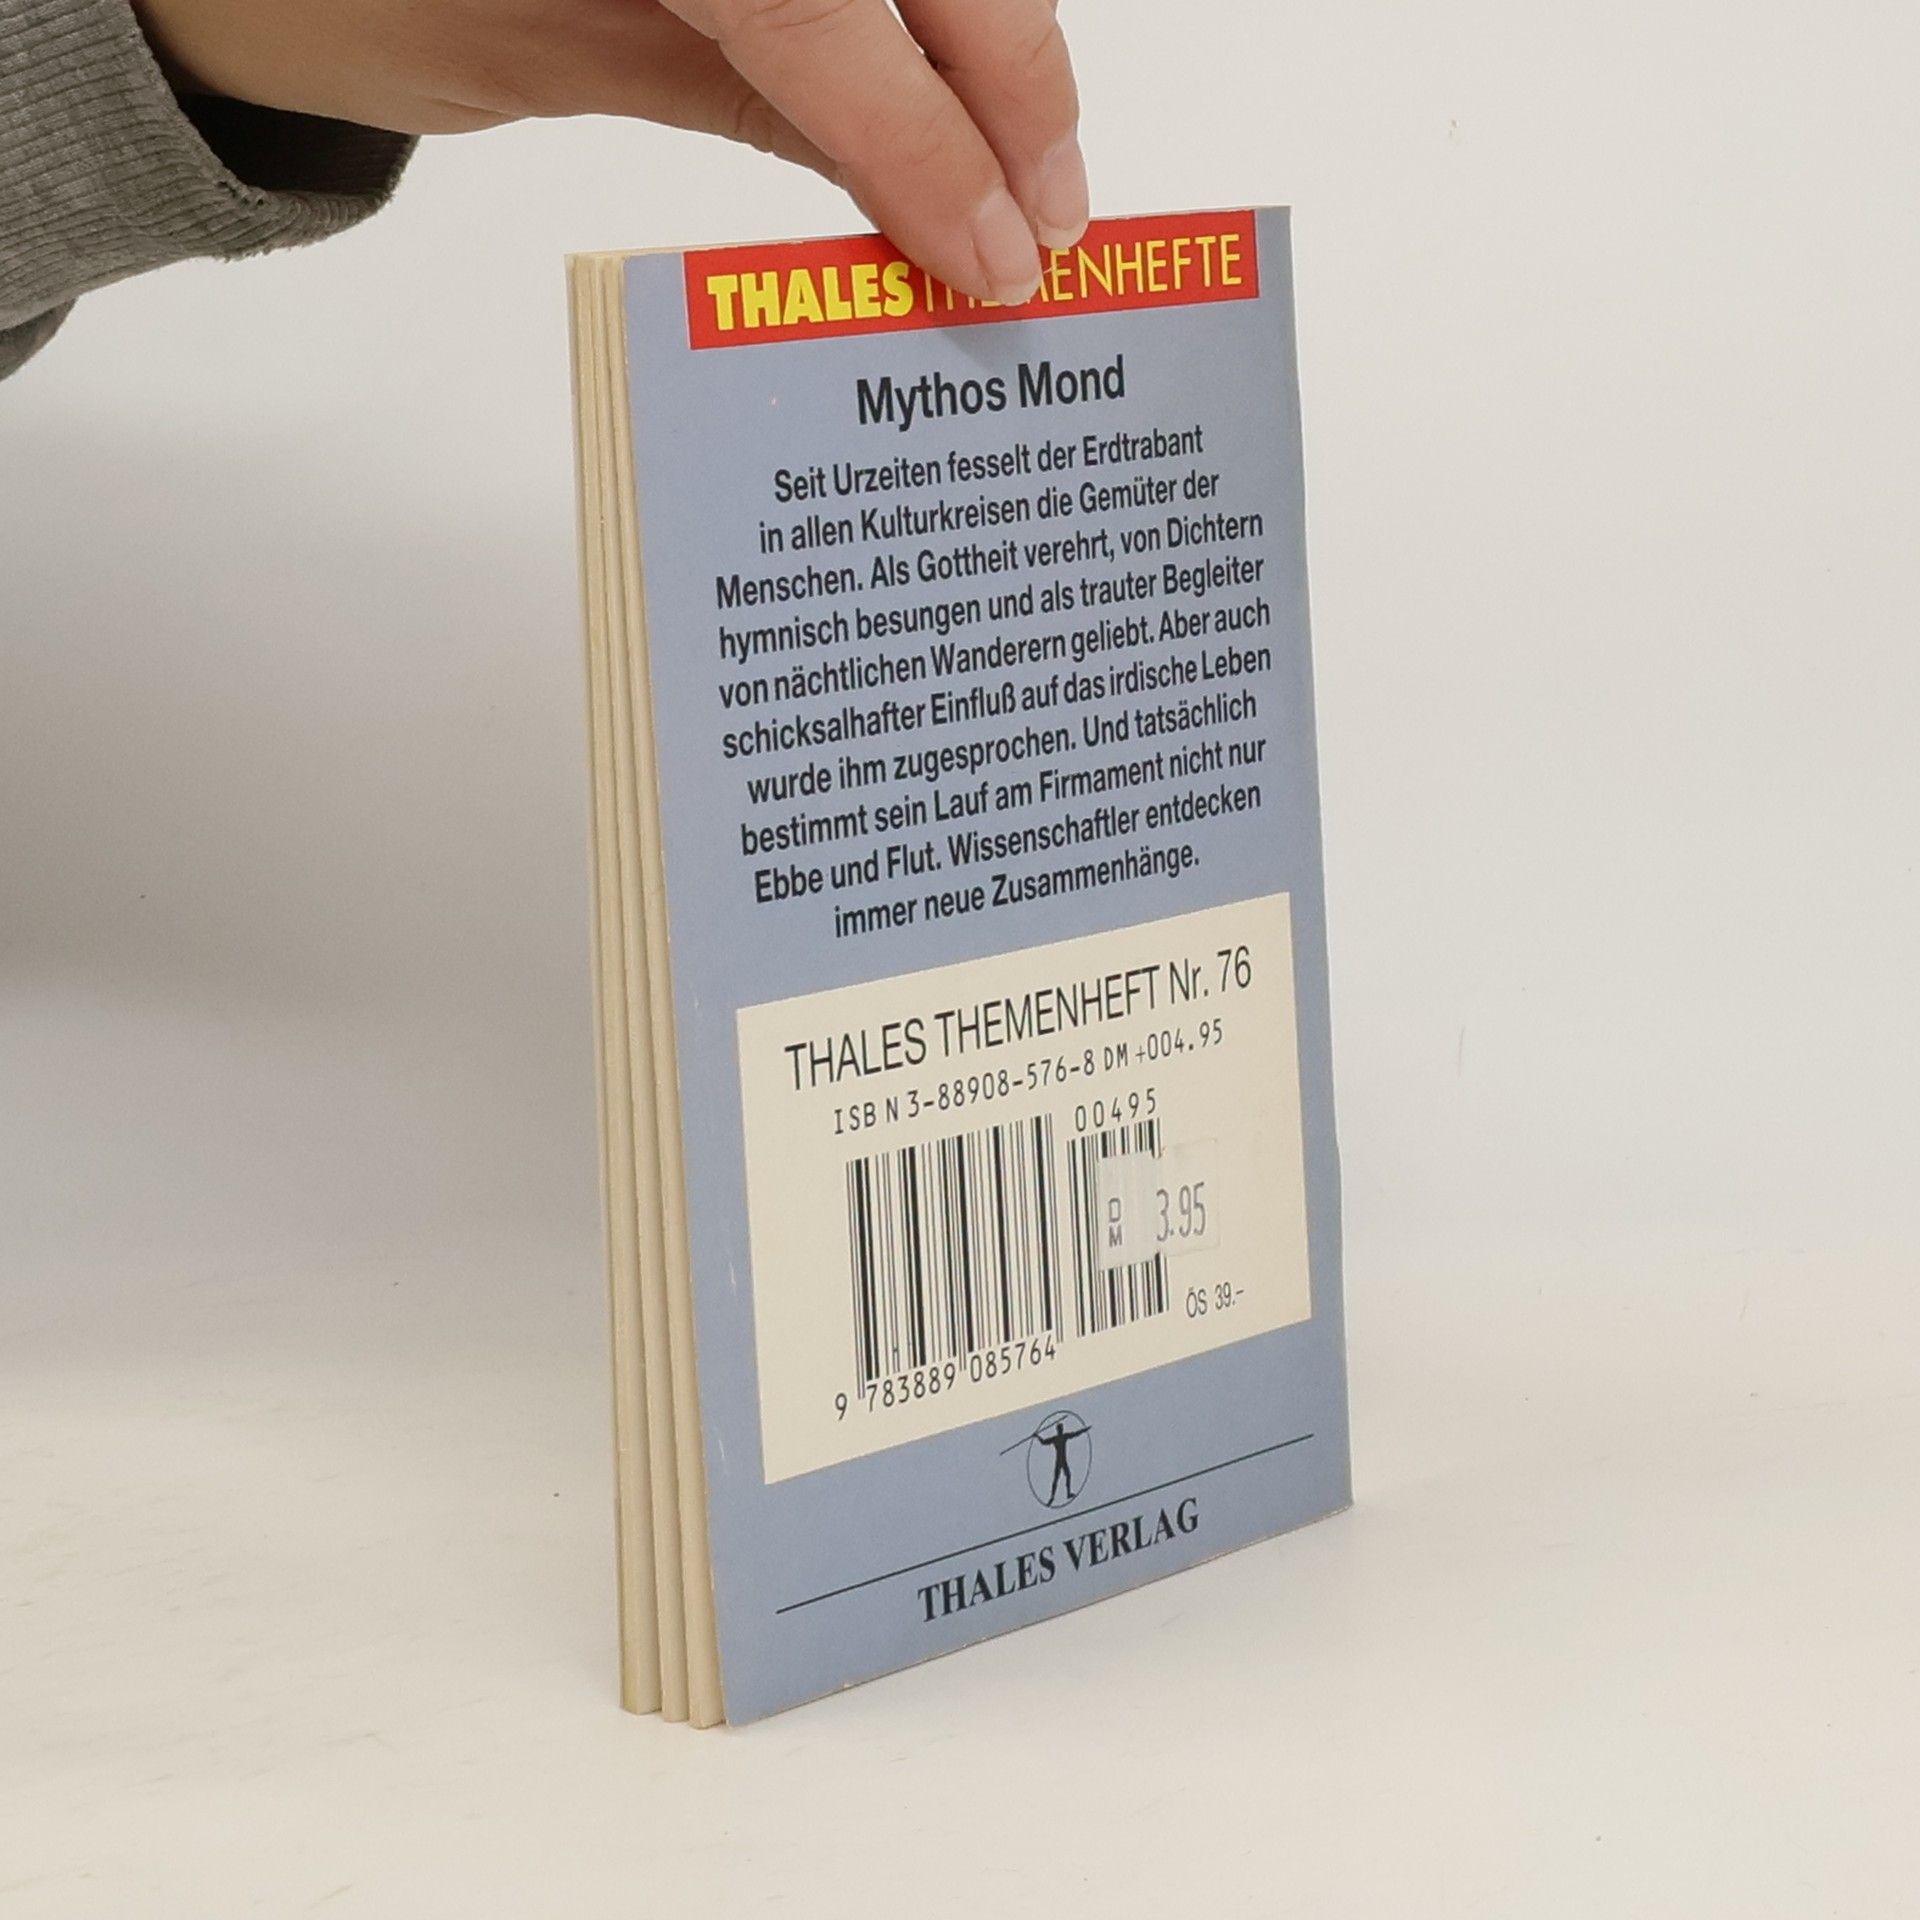 THALES THEMENHEFTE
Mythos Mond
Seit Urzeiten fesselt der Erdtrabant
in allen Kulturkreisen die Gemüter der
Menschen. Als Gottheit verehrt, von Dichtern
hymnisch besungen und als trauter Begleiter
von nächtlichen Wanderern geliebt. Aber auch
schicksalhafter Einfluß auf das irdische Leben
wurde ihm zugesprochen. Und tatsächlich
bestimmt sein Lauf am Firmament nicht nur
Ebbe und Flut. Wissenschaftler entdecken
immer neue Zusammenhänge.
THALES THEMENHEFT Nr. 76
ISBN 3-88908-576-8 DM +004.95
00495
DM 3.95
ÖS 39.-
9 783889 085764
THALES VERLAG